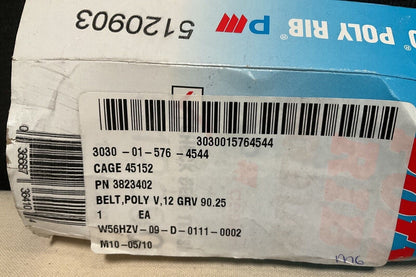 POLY RIB®
PM®
5120903
3030015764544
3030-01-576-4544
CAGE 45152
PN 3823402
BELT,POLY V,12 GRV 90.25
1 EA
W56HZV-09-D-0111-0002
M10-05/10